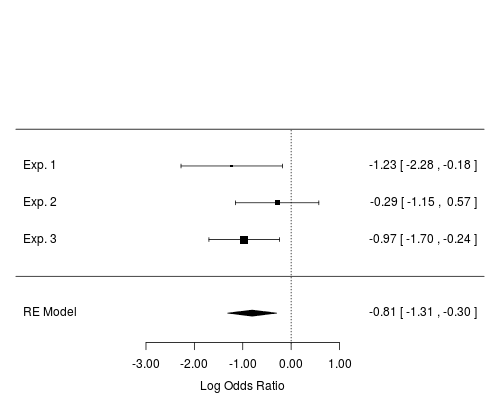 Exp. 1 -1.23 [ -2.28 , -0.18 ]
Exp. 2 -0.29 [ -1.15 , 0.57 ]
Exp. 3 -0.97 [ -1.70 , -0.24 ]
RE Model -0.81 [ -1.31 , -0.30 ]
-3.00 -2.00 -1.00 0.00 1.00
Log Odds Ratio